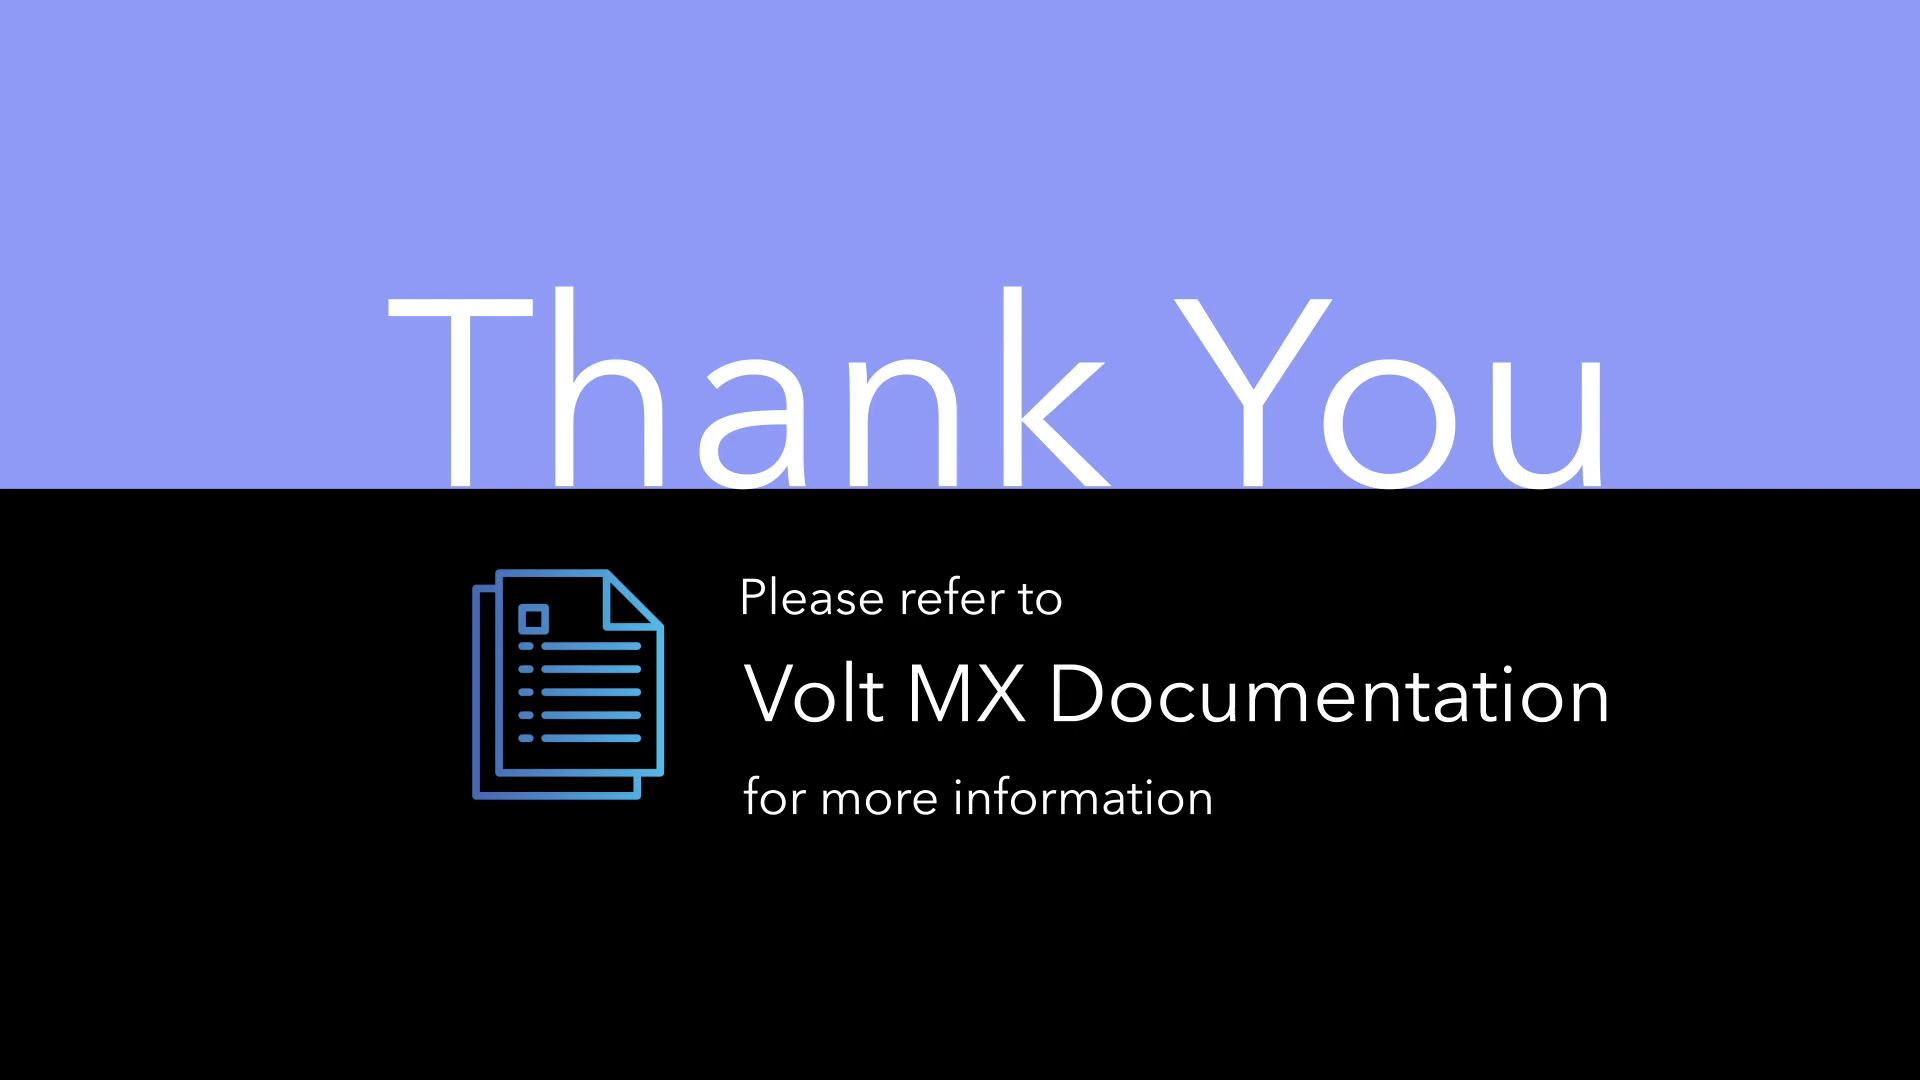 Thank You
Please refer to
Volt MX Documentation
for more information